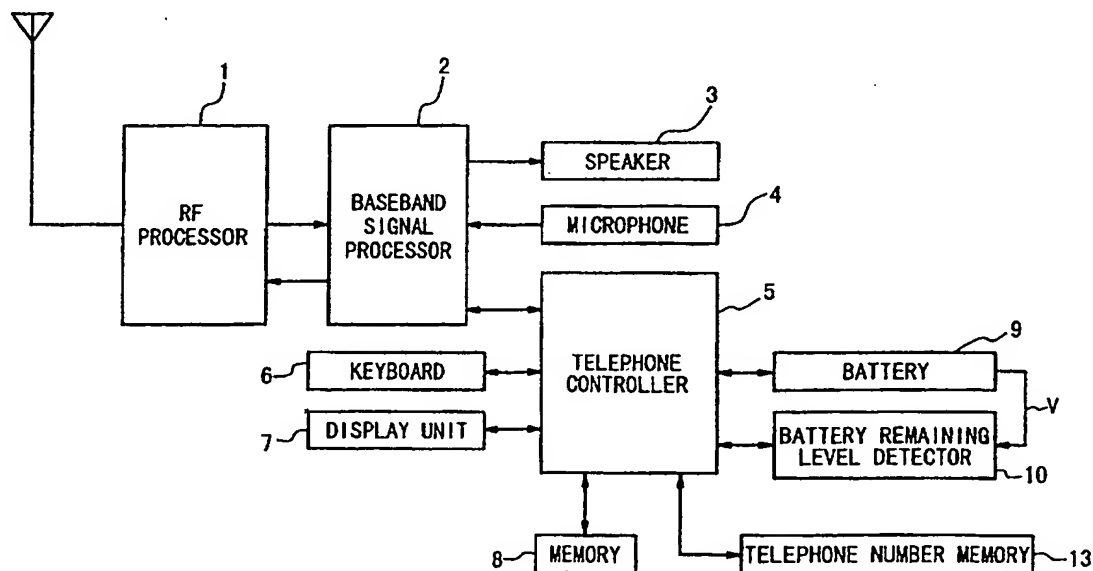 1
2
3
RF
PROCESSOR
BASEBAND
SIGNAL
PROCESSOR
SPEAKER
MICROPHONE
4
5
TELEPHONE
CONTROLLER
6
KEYBOARD
7
DISPLAY UNIT
9
BATTERY
V
BATTERY REMAINING
LEVEL DETECTOR
10
8
MEMORY
TELEPHONE NUMBER MEMORY
13